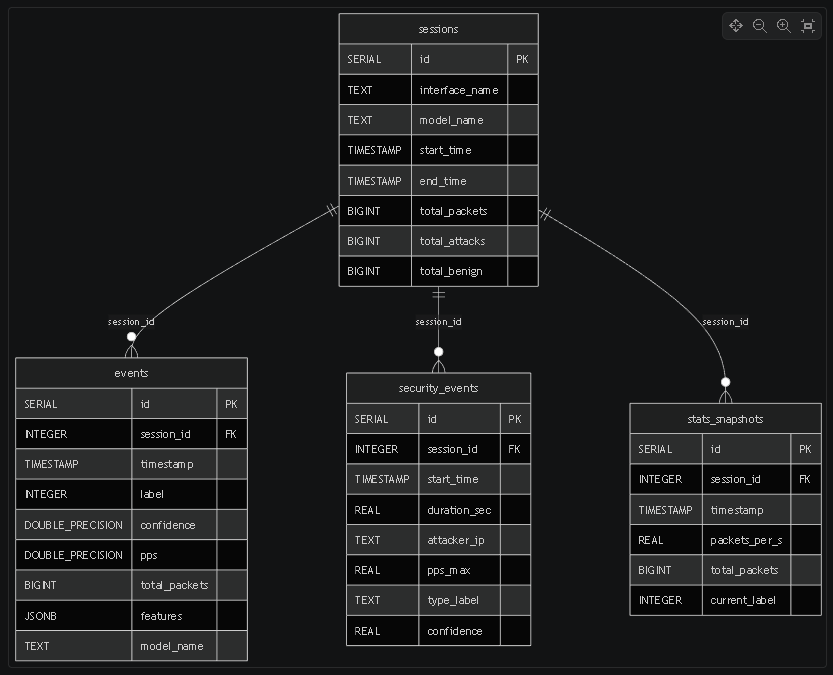 sessions
SERIAL id PK
TEXT interface_name
TEXT model_name
TIMESTAMP start_time
TIMESTAMP end_time
BIGINT total_packets
BIGINT total_attacks
BIGINT total_benign
session_id
session_id
session_id
events
SERIAL id PK
INTEGER session_id FK
TIMESTAMP timestamp
INTEGER label
DOUBLE_PRECISION confidence
DOUBLE_PRECISION pps
BIGINT total_packets
JSONB features
TEXT model_name
security_events
SERIAL id PK
INTEGER session_id FK
TIMESTAMP start_time
REAL duration_sec
TEXT attacker_ip
REAL pps_max
TEXT type_label
REAL confidence
stats_snapshots
SERIAL id PK
INTEGER session_id FK
TIMESTAMP timestamp
REAL packets_per_s
BIGINT total_packets
INTEGER current_label